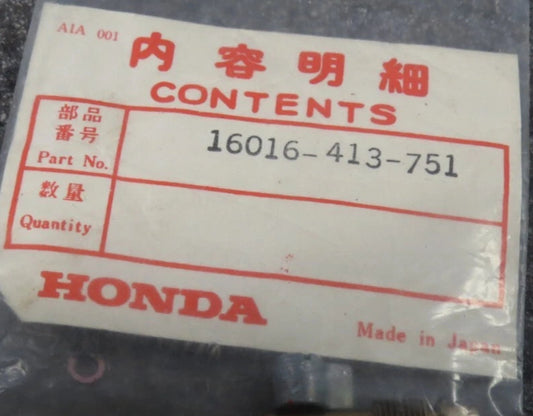 A1A 001
内容明細
CONTENTS
部品
番号
Part No.
16016-413-751
数量
Quantity
HONDA
Made in Japan